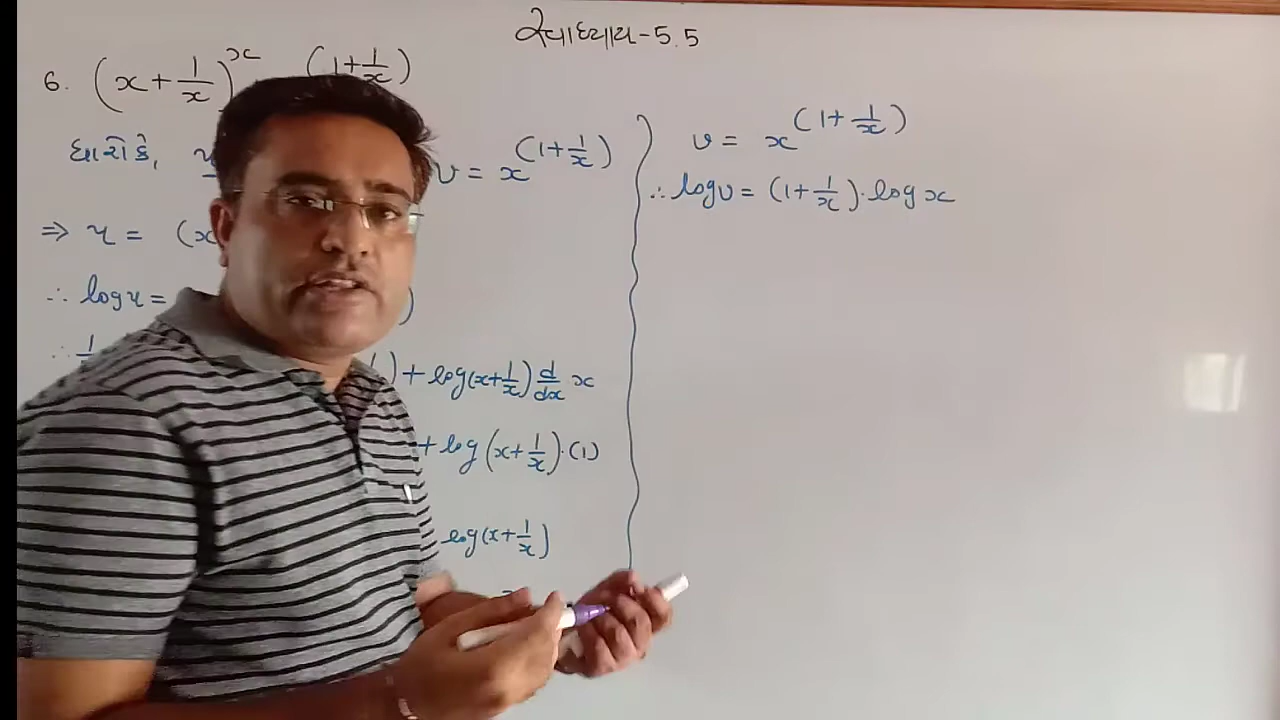 સ્વાધ્યાય-5.5
6. (x + 1/x)^x (1 + 1/x)
ધારો કે, u v = x^(1 + 1/x)
⇒ u = (x
∴ log u = )
∴ 1/ ) + log(x + 1/x) d/dx x
+ log (x + 1/x)·(1)
log(x + 1/x)
v = x^(1 + 1/x)
∴ log v = (1 + 1/x)·log x